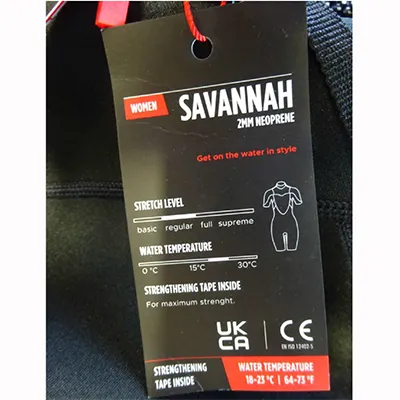 WOMEN
SAVANNAH
2MM NEOPRENE
Get on the water in style
STRETCH LEVEL
basic regular full supreme
WATER TEMPERATURE
0 °C 15°C 30°C
STRENGTHENING TAPE INSIDE
For maximum strenght.
UK
CA
CE
EN ISO 12402-5
STRENGTHENING
TAPE INSIDE
WATER TEMPERATURE
18-23 °C | 64-73 °F